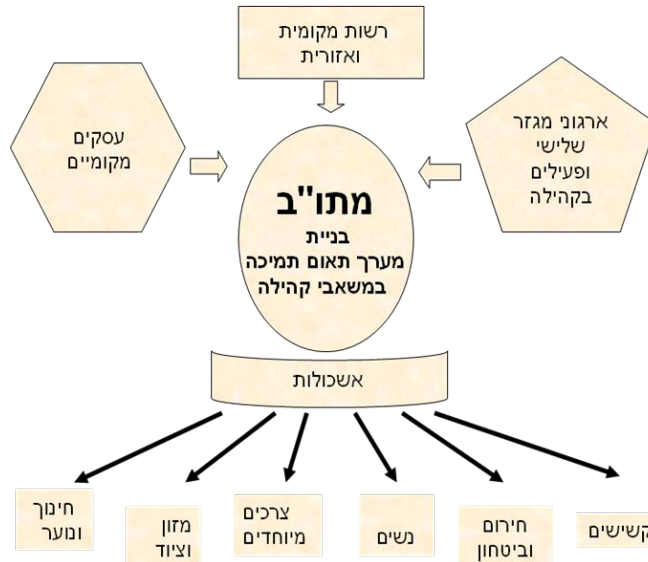 רשות מקומית
ואזורית
ארגוני מגזר
שלישי
ופעילים
בקהילה
עסקים
מקומיים
מתו"ב
בניית
מערך תאום תמיכה
במשאבי קהילה
אשכולות
קשישים
חירום
וביטחון
נשים
צרכים
מיוחדים
מזון
וציוד
חינוך
ונוער